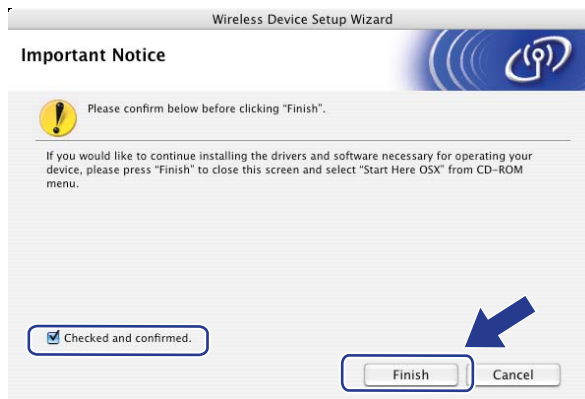 Wireless Device Setup Wizard
Important Notice
Please confirm below before clicking "Finish".
If you would like to continue installing the drivers and software necessary for operating your
device, please press "Finish" to close this screen and select "Start Here OSX" from CD-ROM
menu.
Checked and confirmed.
Finish
Cancel